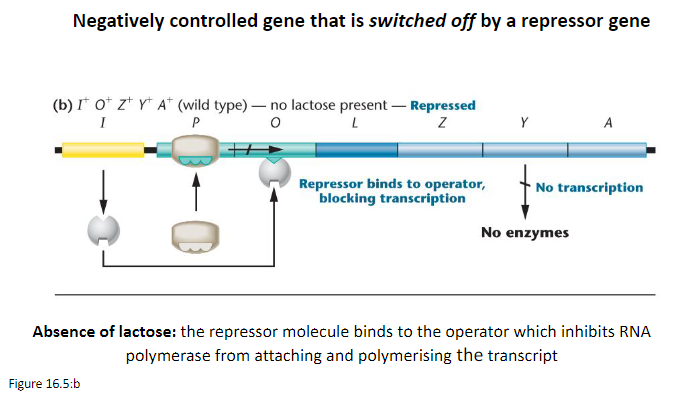 Negatively controlled gene that is switched off by a repressor gene
(b) I⁺ O⁺ Z⁺ Y⁺ A⁺ (wild type) — no lactose present — Repressed
I P O L Z Y A
Repressor binds to operator,
blocking transcription
No transcription
No enzymes
Absence of lactose: the repressor molecule binds to the operator which inhibits RNA
polymerase from attaching and polymerising the transcript
Figure 16.5:b